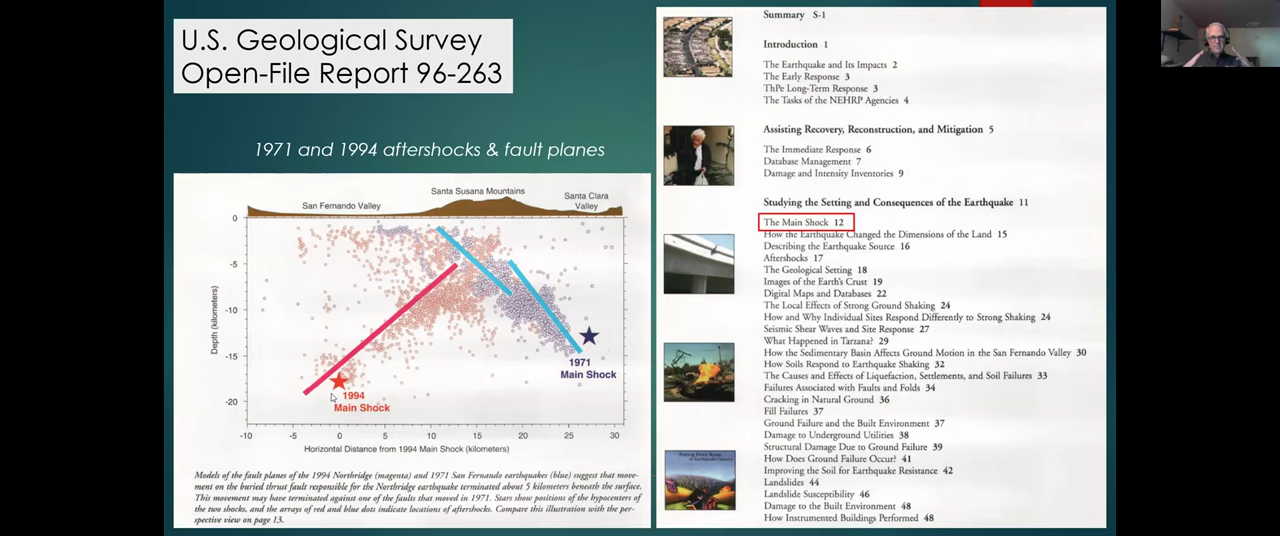 U.S. Geological Survey
Open-File Report 96-263
1971 and 1994 aftershocks & fault planes
Santa Susana Mountains
San Fernando Valley
Santa Clara
Valley
0
-5
-10
-15
-20
Depth (kilometers)
1971
Main Shock
1994
Main Shock
-10 -5 0 5 10 15 20 25 30
Horizontal Distance from 1994 Main Shock (kilometers)
Models of the fault planes of the 1994 Northridge (magenta) and 1971 San Fernando earthquakes (blue) suggest that move-
ment on the buried thrust fault responsible for the Northridge earthquake terminated about 5 kilometers beneath the surface.
This movement may have terminated against one of the faults that moved in 1971. Stars show positions of the hypocenters of
the two shocks, and the arrays of red and blue dots indicate locations of aftershocks. Compare this illustration with the per-
spective view on page 13.
Summary S-1
Introduction 1
The Earthquake and Its Impacts 2
The Early Response 3
ThPe Long-Term Response 3
The Tasks of the NEHRP Agencies 4
Assisting Recovery, Reconstruction, and Mitigation 5
The Immediate Response 6
Database Management 7
Damage and Intensity Inventories 9
Studying the Setting and Consequences of the Earthquake 11
The Main Shock 12
How the Earthquake Changed the Dimensions of the Land 15
Describing the Earthquake Source 16
Aftershocks 17
The Geological Setting 18
Images of the Earth's Crust 19
Digital Maps and Databases 22
The Local Effects of Strong Ground Shaking 24
How and Why Individual Sites Respond Differently to Strong Shaking 24
Seismic Shear Waves and Site Response 27
What Happened in Tarzana? 29
How the Sedimentary Basin Affects Ground Motion in the San Fernando Valley 30
How Soils Respond to Earthquake Shaking 32
The Causes and Effects of Liquefaction, Settlements, and Soil Failures 33
Failures Associated with Faults and Folds 34
Cracking in Natural Ground 36
Fill Failures 37
Ground Failure and the Built Environment 37
Damage to Underground Utilities 38
Structural Damage Due to Ground Failure 39
How Does Ground Failure Occur? 41
Improving the Soil for Earthquake Resistance 42
Landslides 44
Landslide Susceptibility 46
Damage to the Built Environment 48
How Instrumented Buildings Performed 48